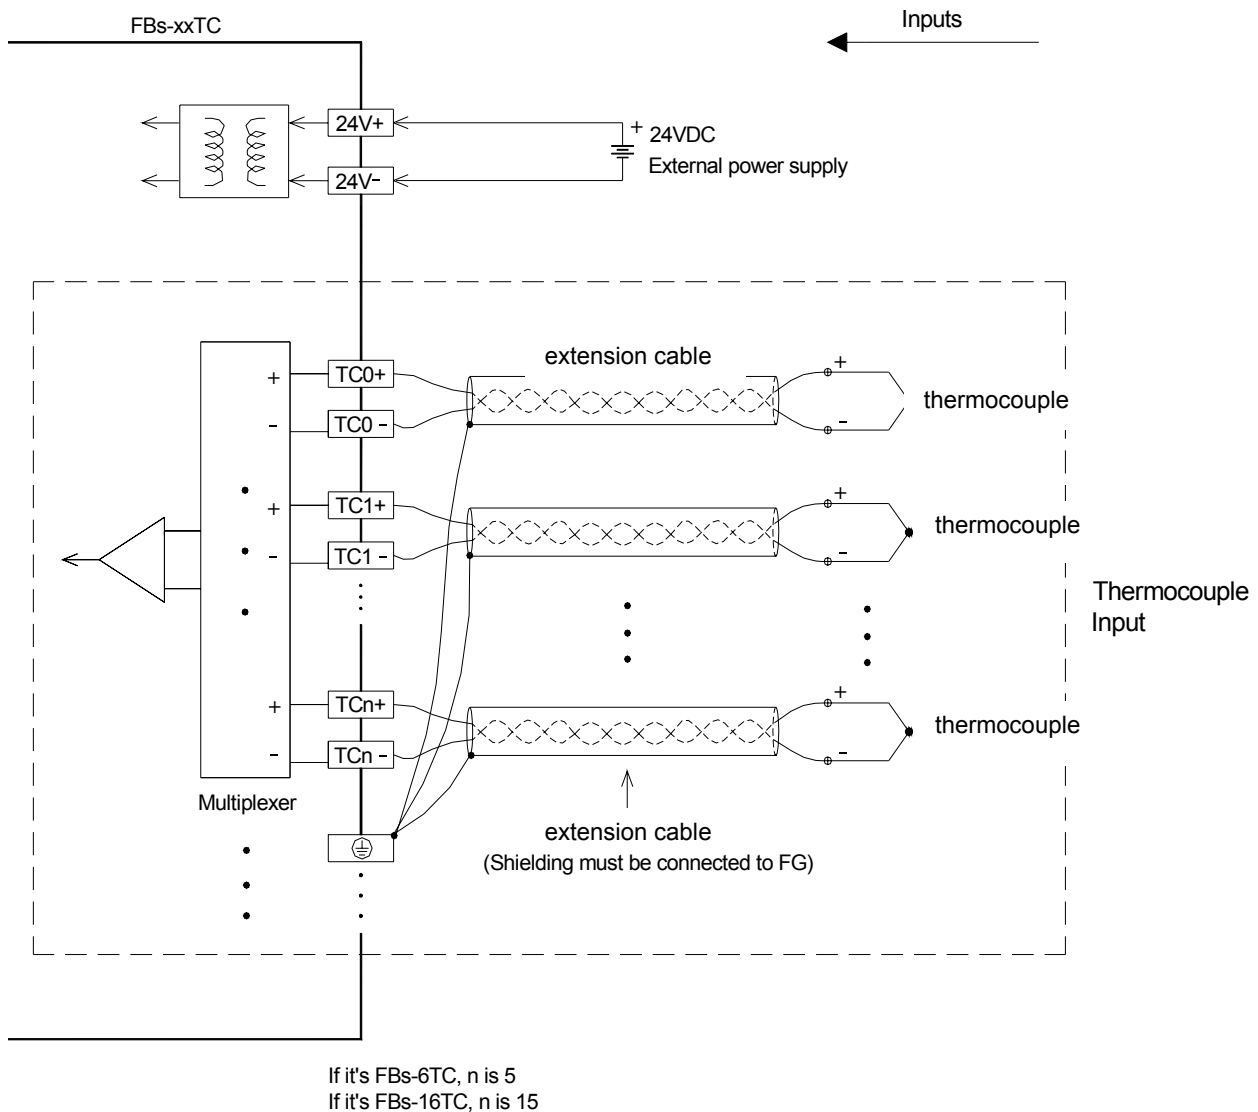 FBs-xxTC
Inputs
24V+
24V-
+ 24VDC
External power supply
extension cable
+
TC0+
+
thermocouple
-
TC0 -
-
+
TC1+
+
thermocouple
-
TC1 -
-
Thermocouple
Input
+
TCn+
+
thermocouple
-
TCn -
-
Multiplexer
extension cable
(Shielding must be connected to FG)
If it's FBs-6TC, n is 5
If it's FBs-16TC, n is 15